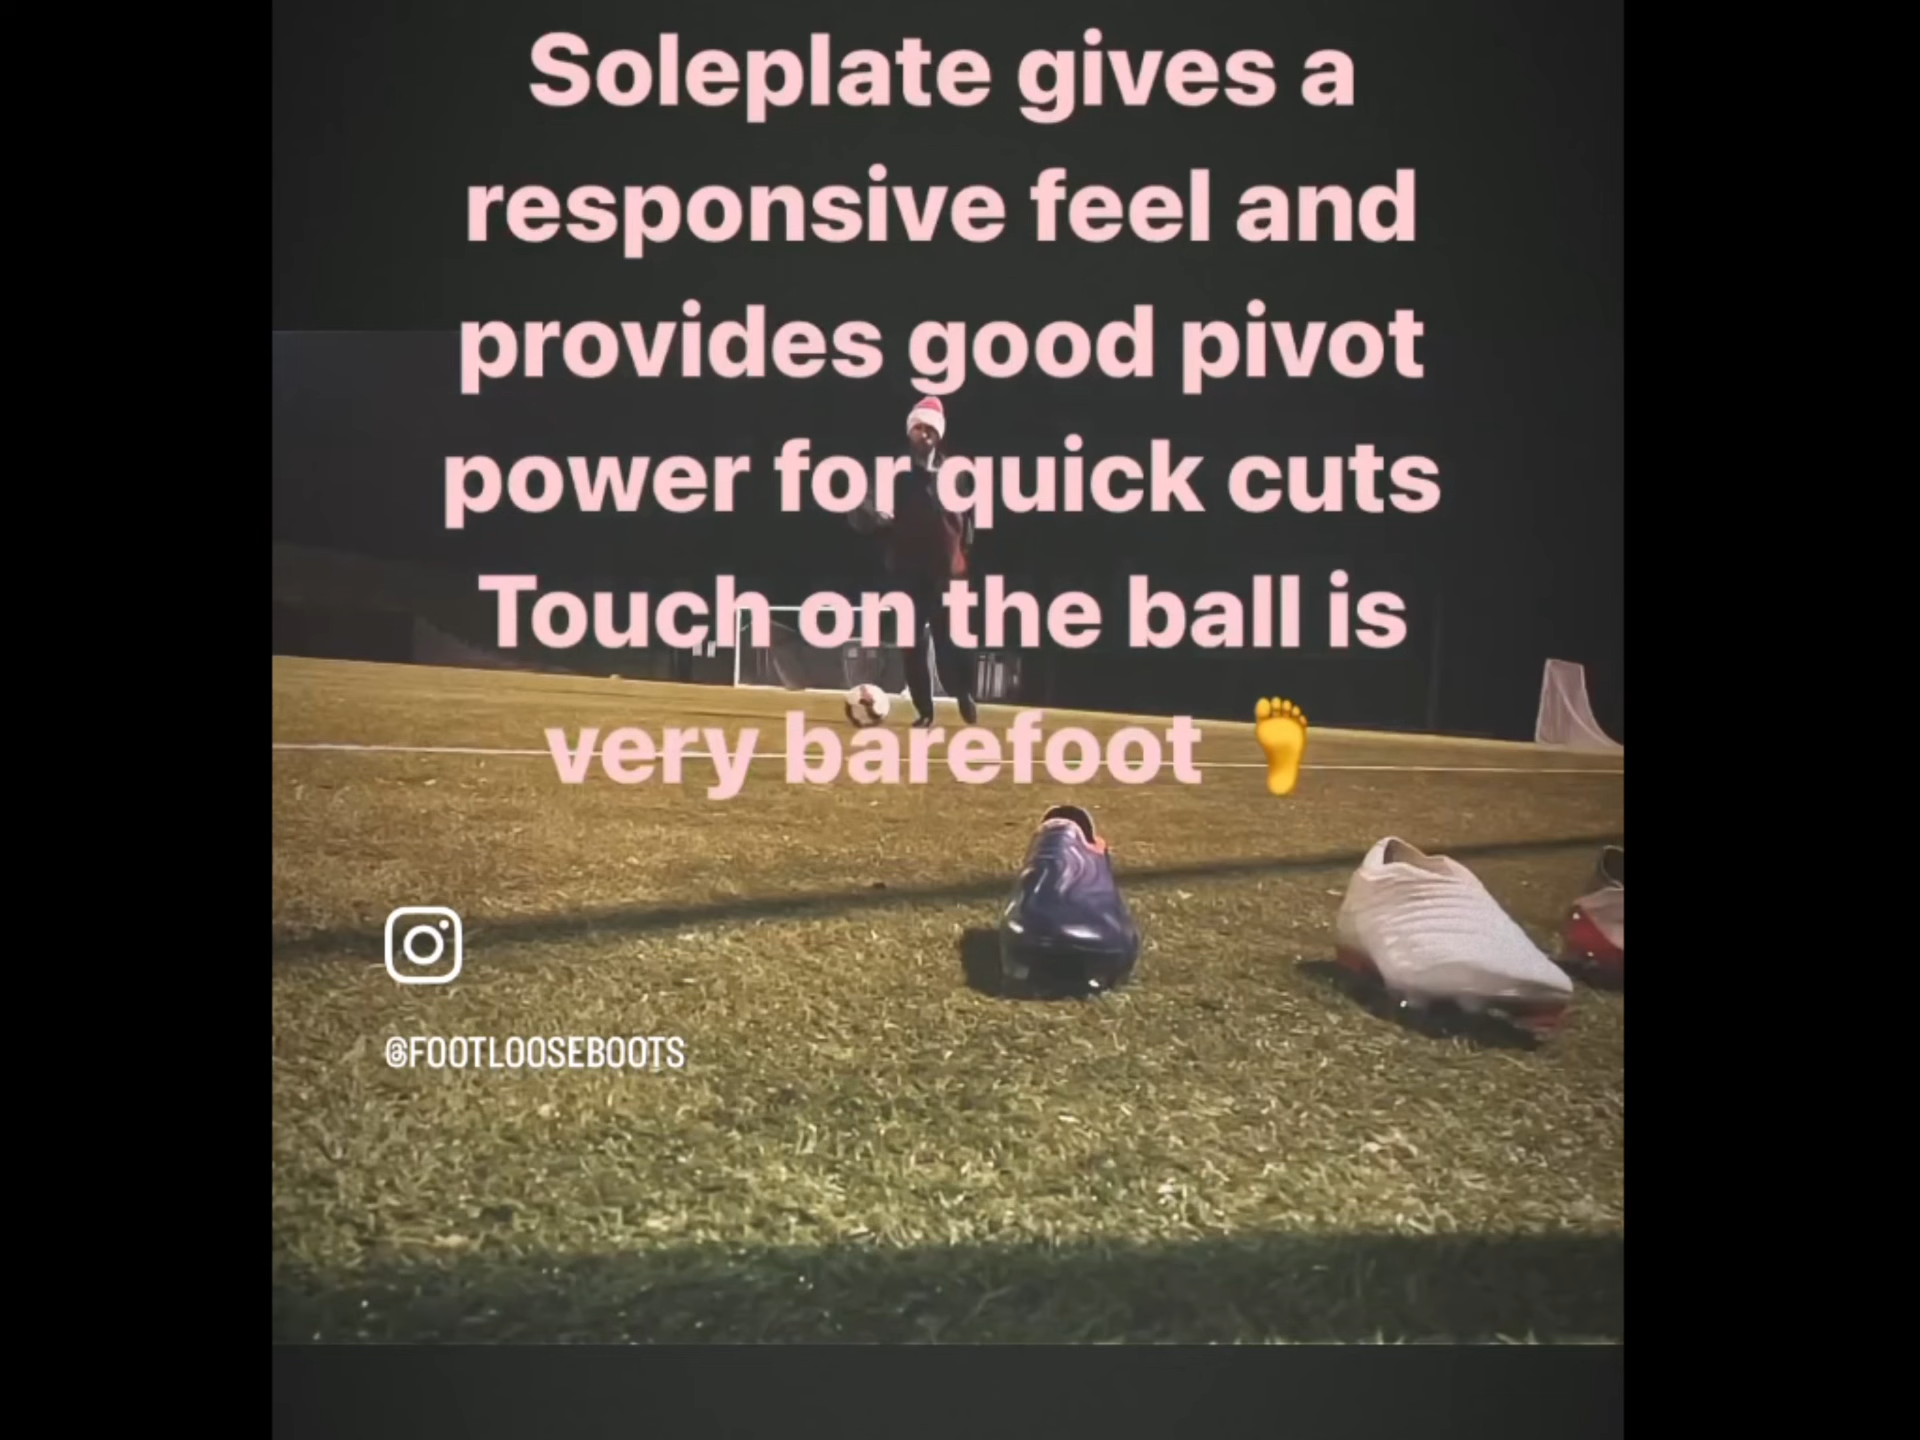 Soleplate gives a
responsive feel and
provides good pivot
power for quick cuts
Touch on the ball is
very barefoot 🦶
@FOOTLOOSEBOOTS